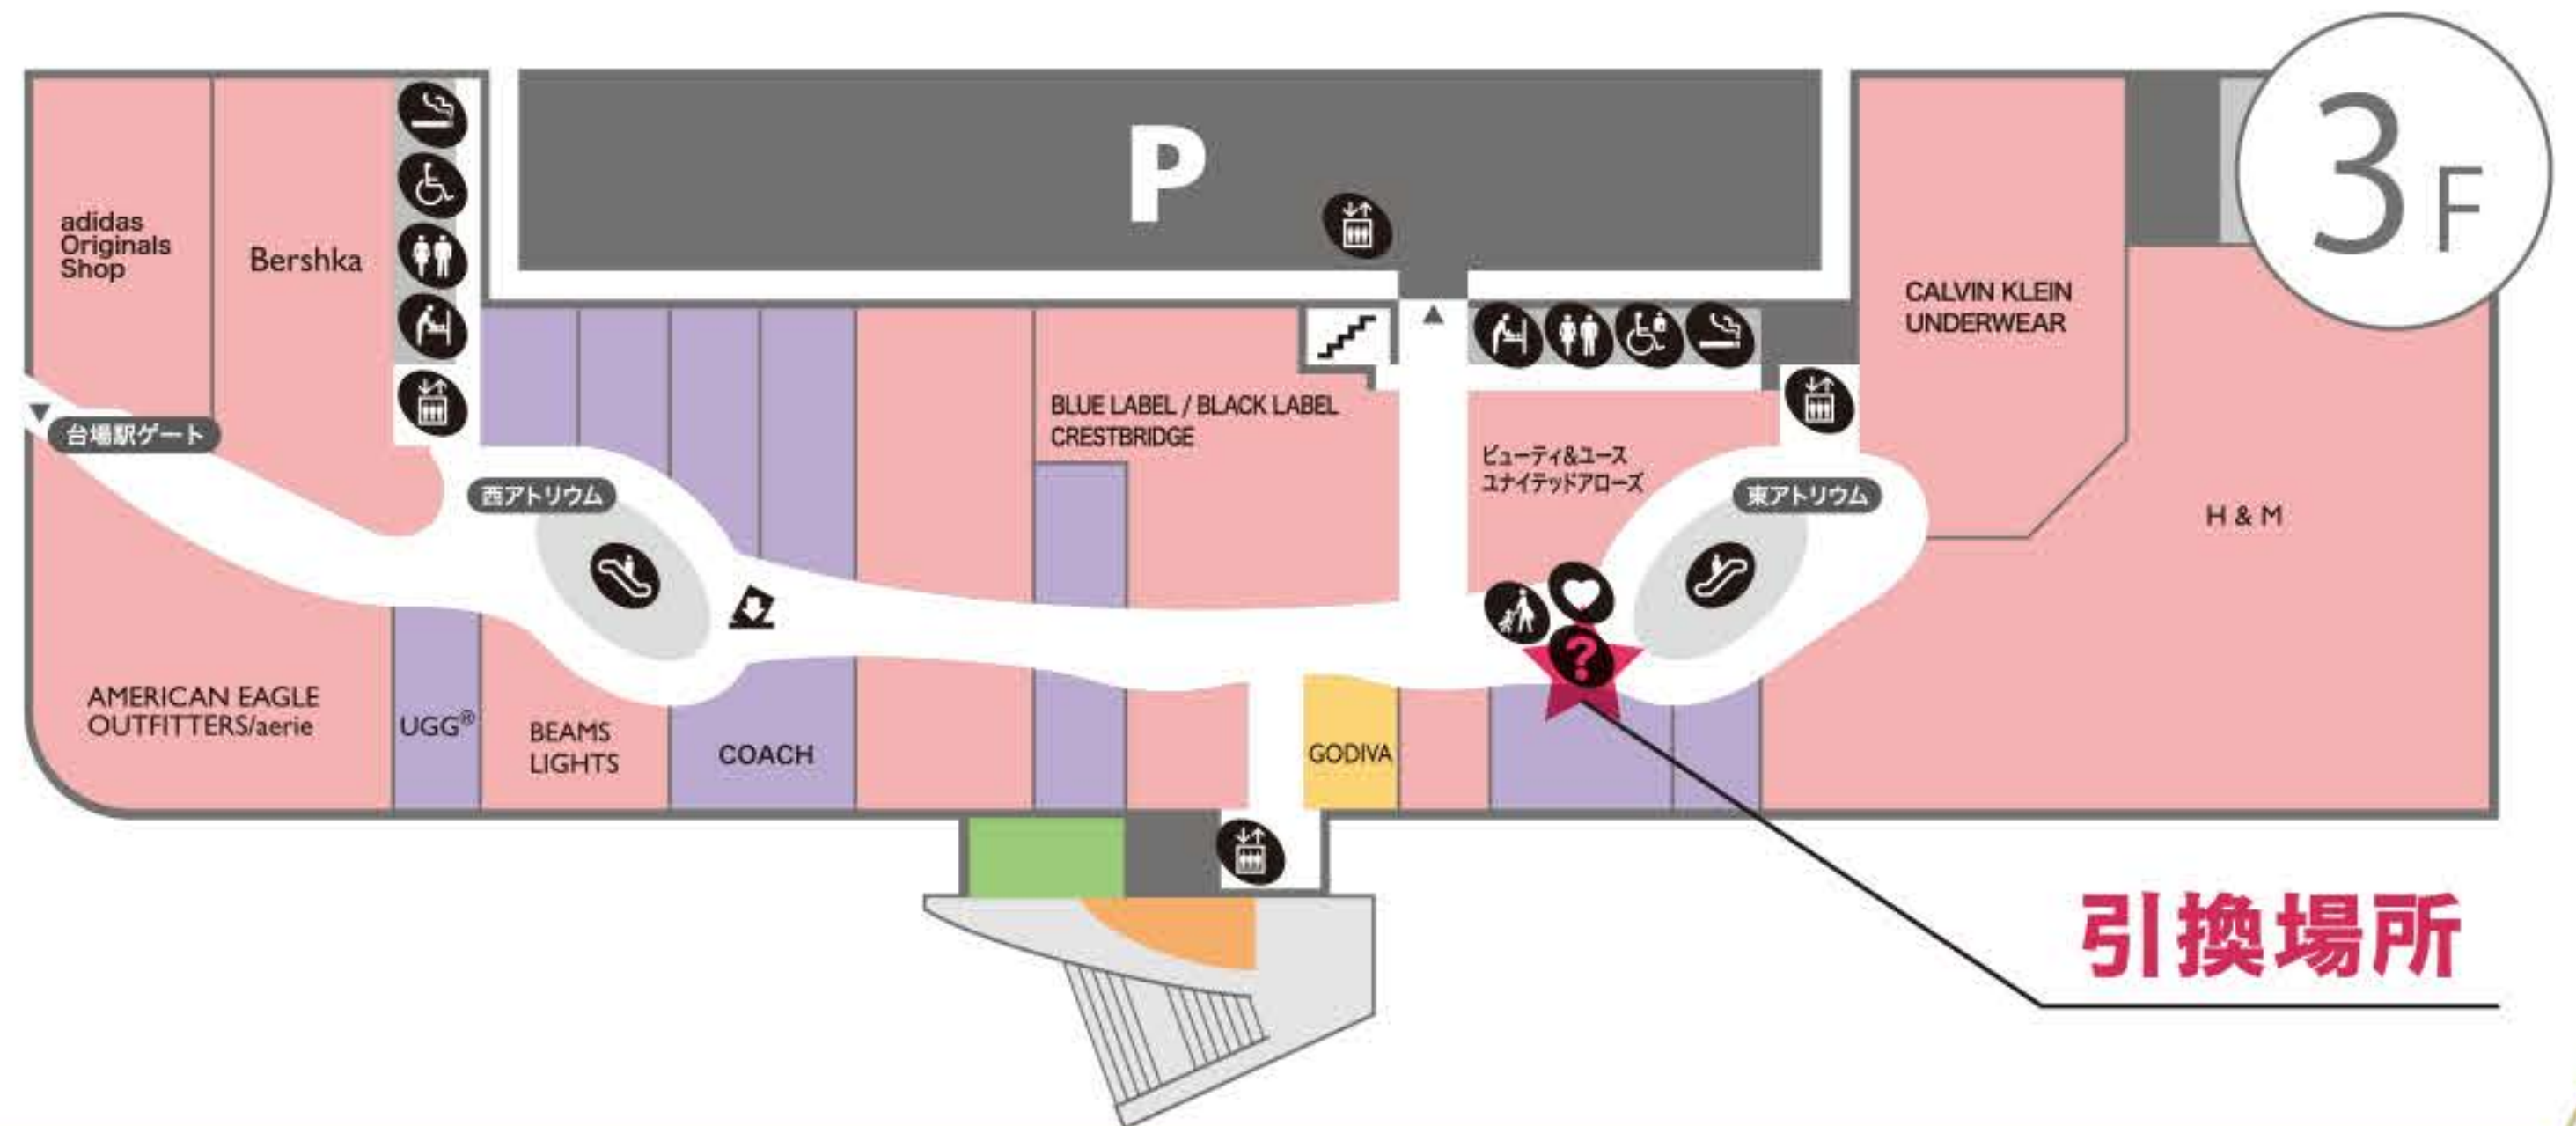 3F
P
adidas
Originals
Shop
Bershka
CALVIN KLEIN
UNDERWEAR
BLUE LABEL / BLACK LABEL
CRESTBRIDGE
台場駅ゲート
ビューティ&ユース
ユナイテッドアローズ
西アトリウム
東アトリウム
H & M
?
AMERICAN EAGLE
OUTFITTERS/aerie
UGG®
BEAMS
LIGHTS
COACH
GODIVA
引換場所